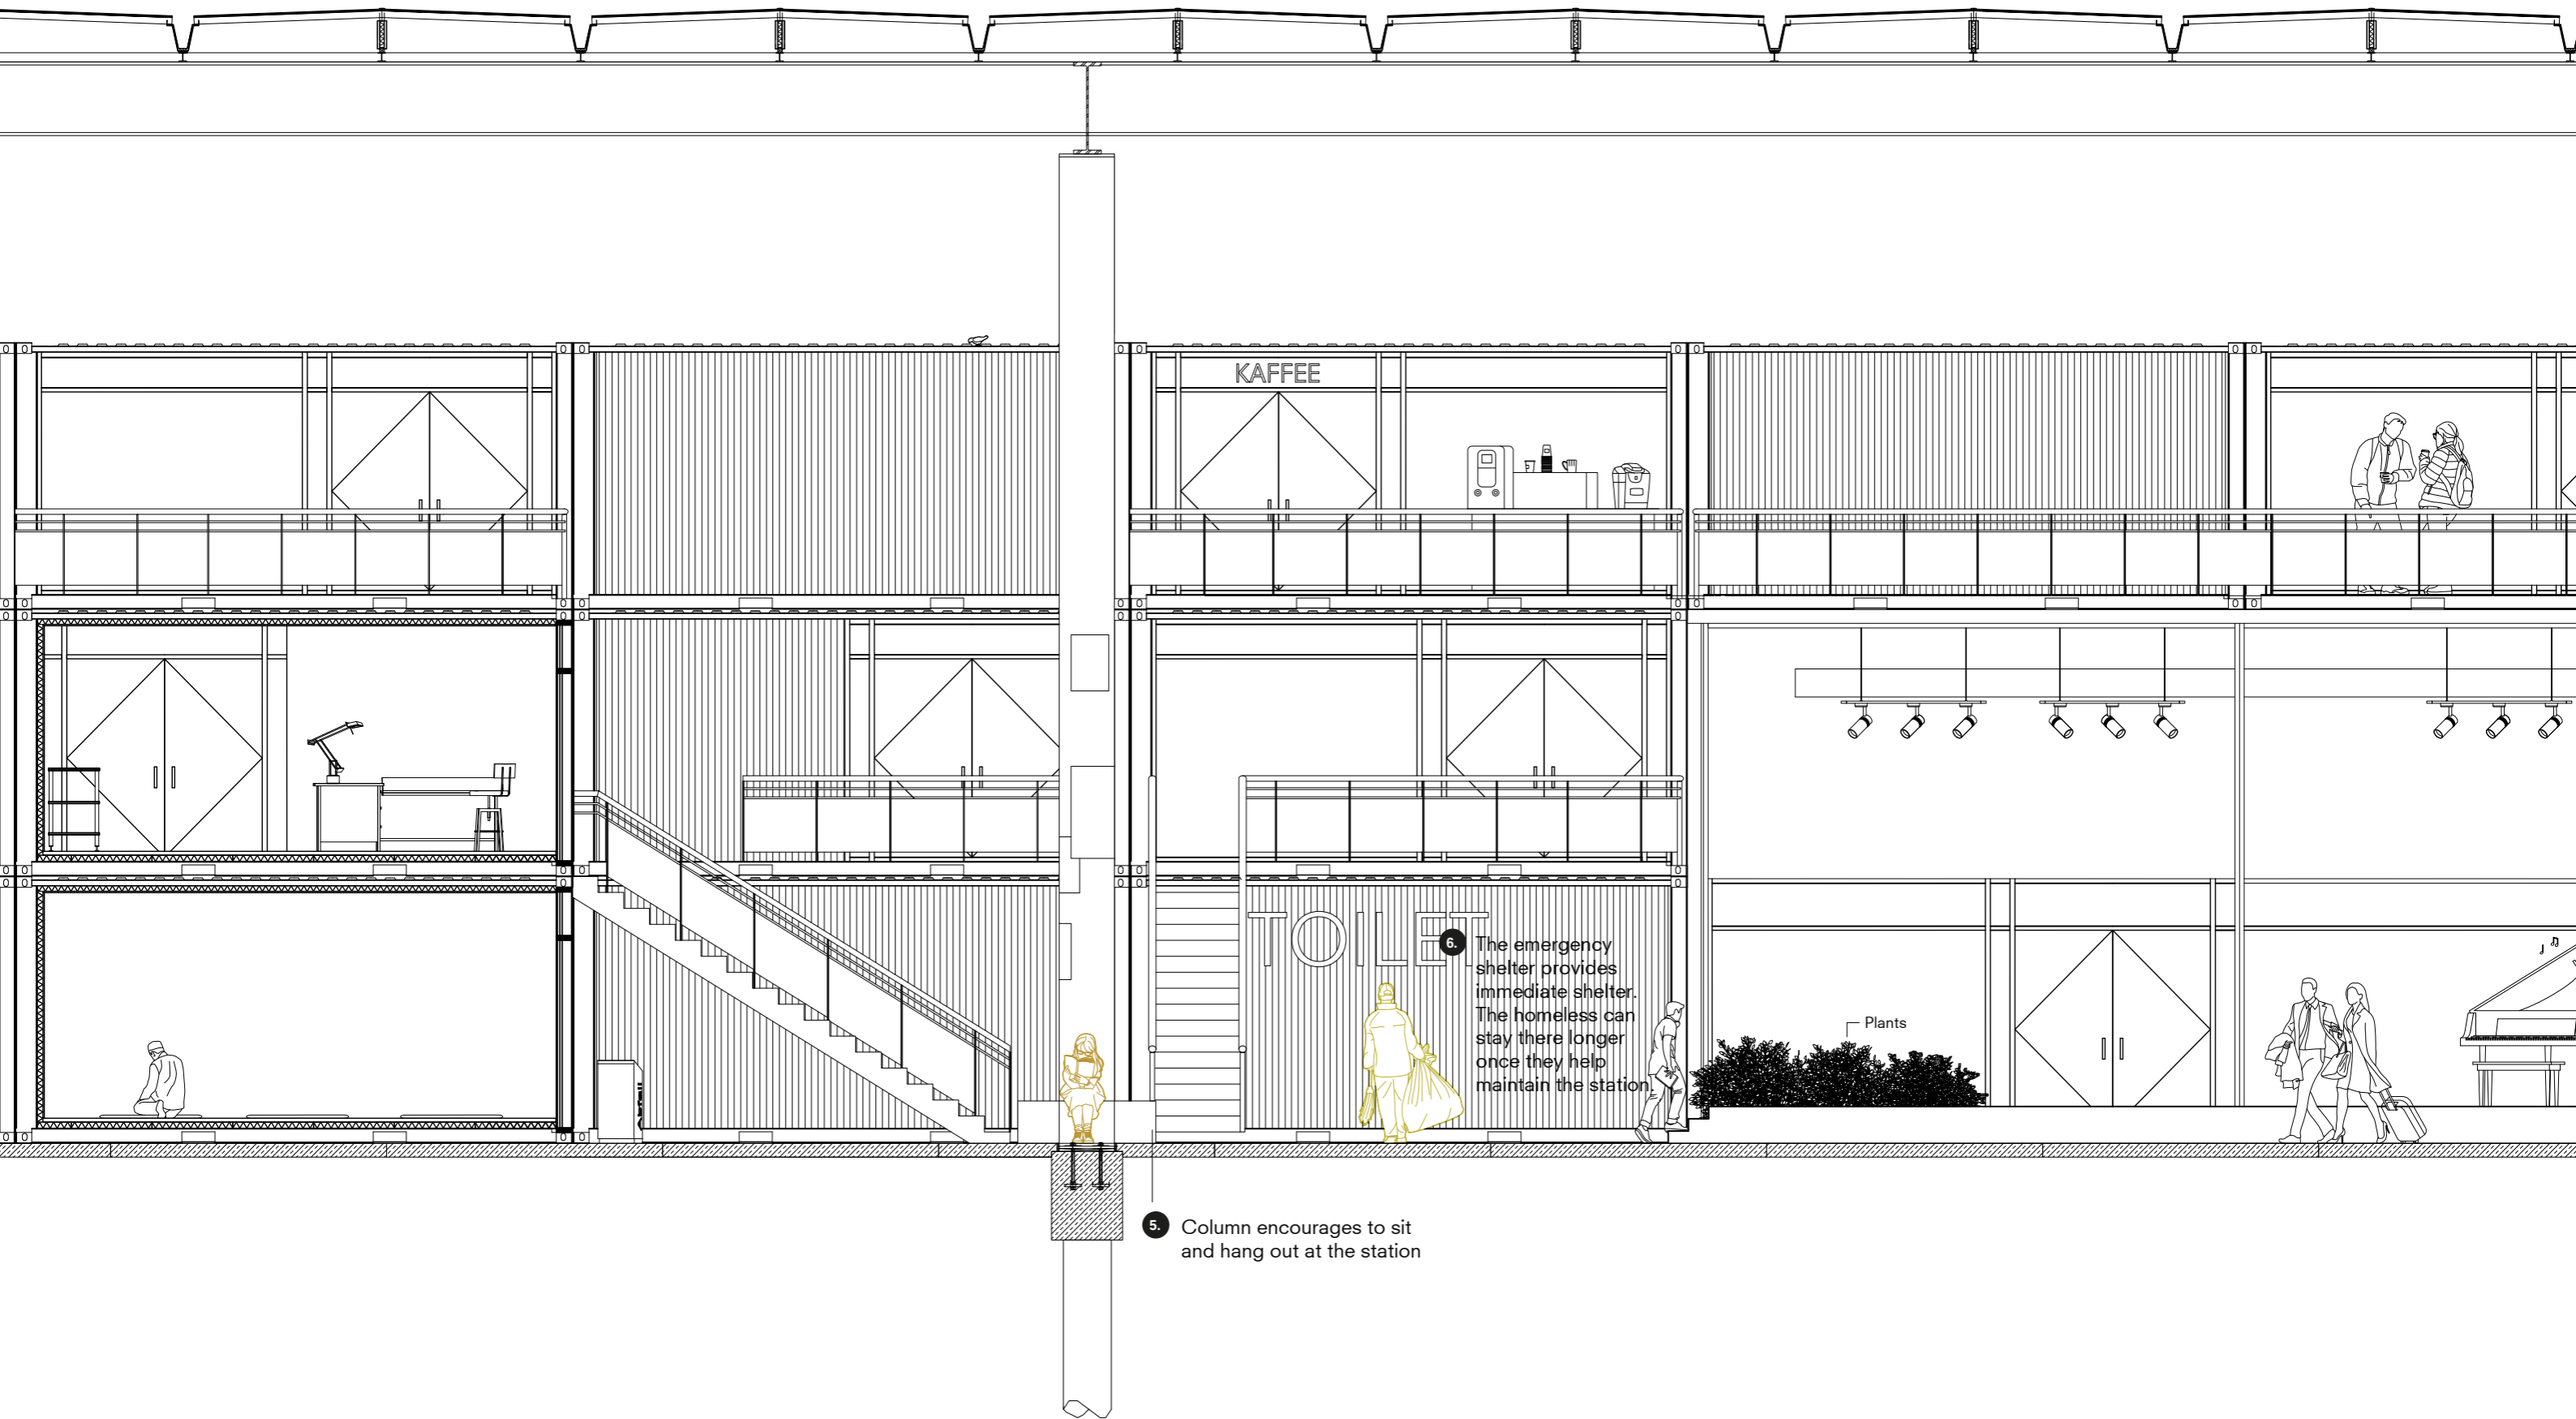 KAFFEE
TOILET
6.
The emergency
shelter provides
immediate shelter.
The homeless can
stay there longer
once they help
maintain the station.
Plants
5.
Column encourages to sit
and hang out at the station